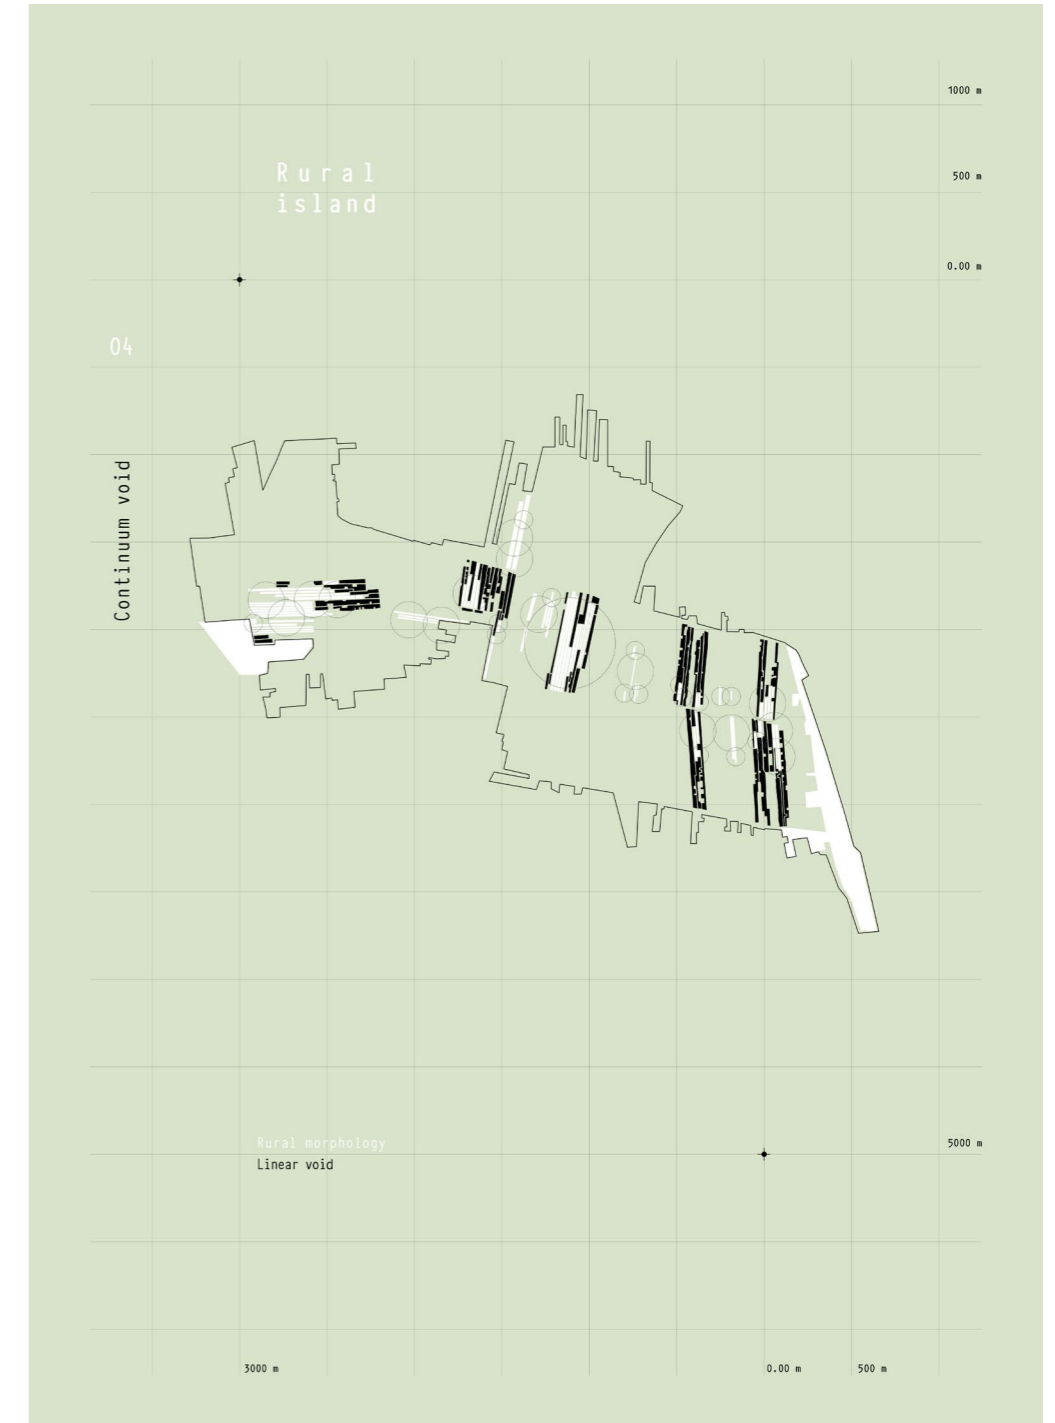 1000 m
Rural
island
500 m
0.00 m
04
Continuum void
Rural morphology
Linear void
5000 m
3000 m
0.00 m
500 m